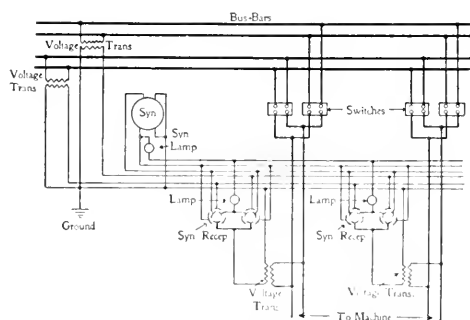 Bus-Bars
Voltage Trans
Voltage
Trans
Syn
Syn
Lamp
Switches
Lamp
Lamp
Ground
Syn Recep
Syn Recep
Voltage
Trans
Voltage Trans.
To Machine